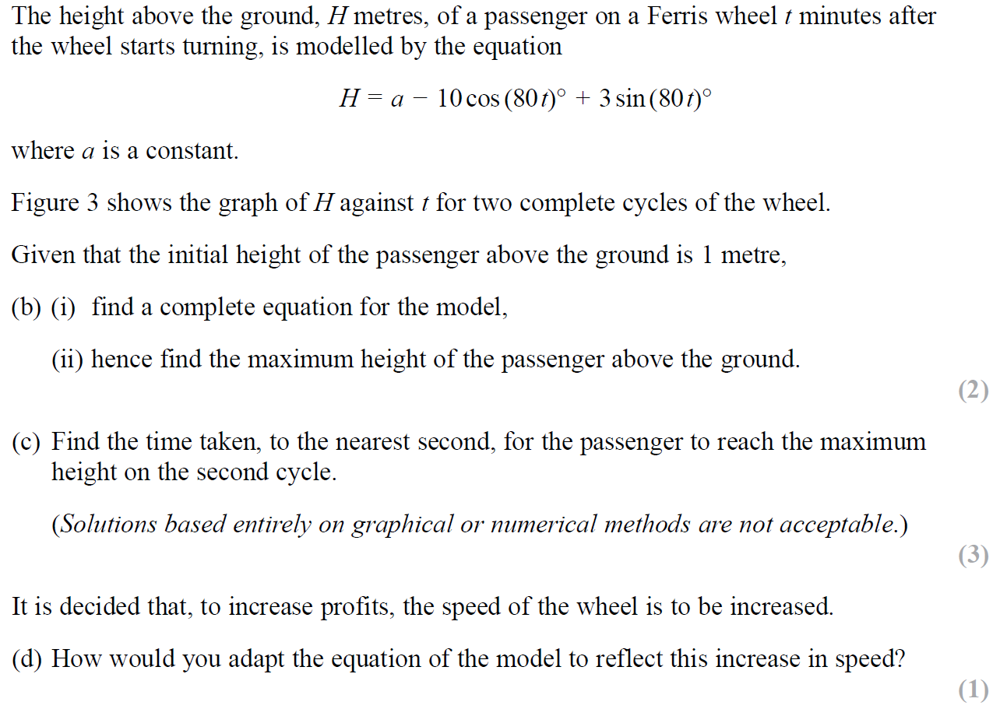 The height above the ground, H metres, of a passenger on a Ferris wheel t minutes after
the wheel starts turning, is modelled by the equation
H = a − 10 cos (80 t)° + 3 sin (80 t)°
where a is a constant.
Figure 3 shows the graph of H against t for two complete cycles of the wheel.
Given that the initial height of the passenger above the ground is 1 metre,
(b) (i) find a complete equation for the model,
(ii) hence find the maximum height of the passenger above the ground.
(2)
(c) Find the time taken, to the nearest second, for the passenger to reach the maximum
height on the second cycle.
(Solutions based entirely on graphical or numerical methods are not acceptable.)
(3)
It is decided that, to increase profits, the speed of the wheel is to be increased.
(d) How would you adapt the equation of the model to reflect this increase in speed?
(1)